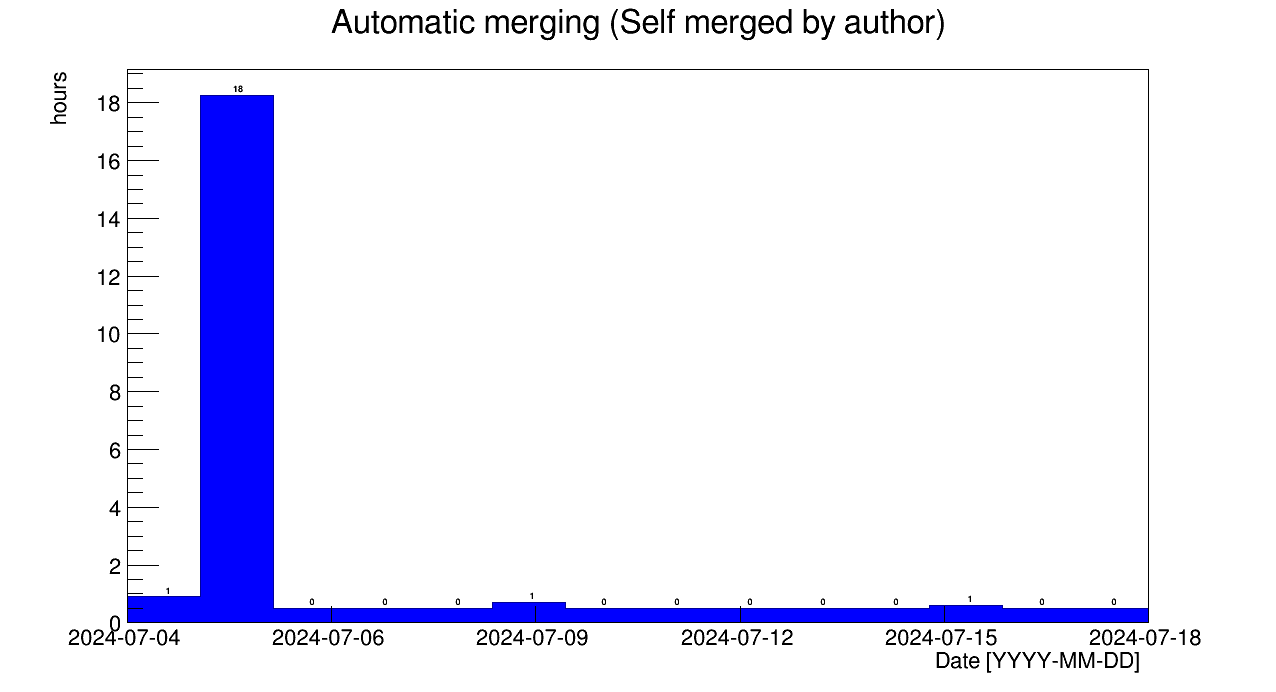 Automatic merging (Self merged by author)
hours
18
16
14
12
10
8
6
4
2
0
1 18 0 0 0 1 0 0 0 0 0 1 0 0
2024-07-04 2024-07-06 2024-07-09 2024-07-12 2024-07-15 2024-07-18
Date [YYYY-MM-DD]